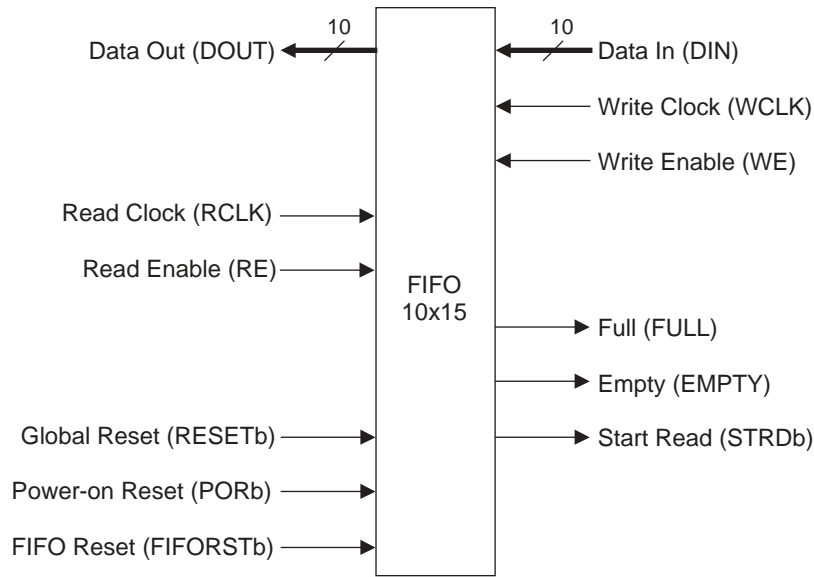 10
10
Data Out (DOUT)
Data In (DIN)
Write Clock (WCLK)
Write Enable (WE)
Read Clock (RCLK)
Read Enable (RE)
FIFO
10x15
Full (FULL)
Empty (EMPTY)
Global Reset (RESETb)
Start Read (STRDb)
Power-on Reset (PORb)
FIFO Reset (FIFORSTb)